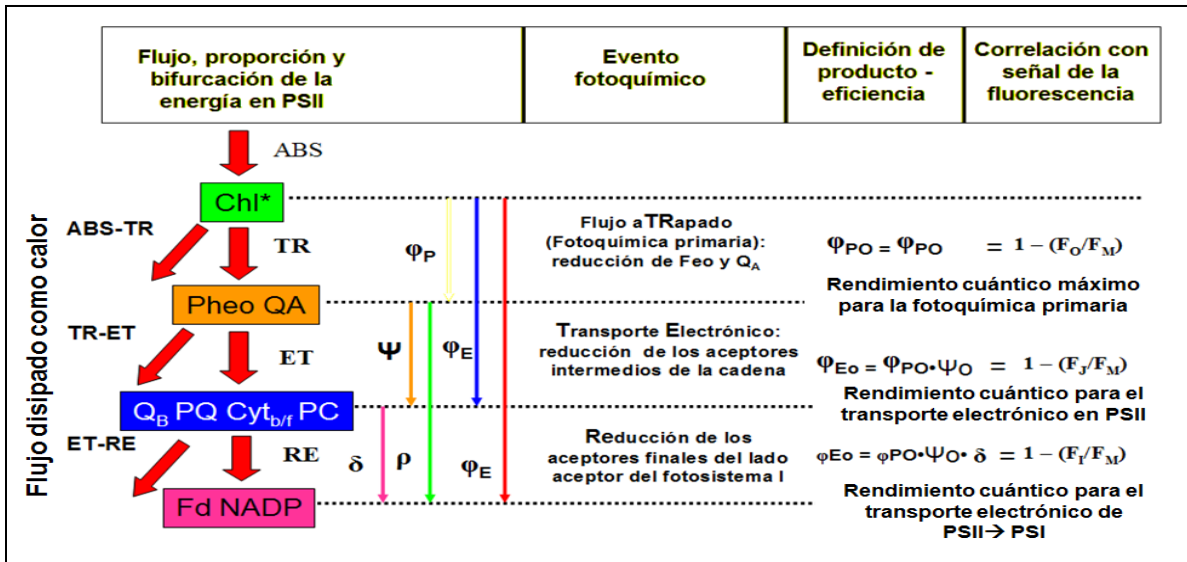 Flujo, proporción y
bifurcación de la
energía en PSII
Evento
fotoquímico
Definición de
producto -
eficiencia
Correlación con
señal de la
fluorescencia
Flujo disipado como calor
ABS
Chl*
ABS-TR
TR
φP
Flujo aTRapado
(Fotoquímica primaria):
reducción de Feo y QA
φPO = φPO = 1 – (FO/FM)
Rendimiento cuántico máximo
para la fotoquímica primaria
Pheo QA
TR-ET
ET
Ψ
φE
Transporte Electrónico:
reducción de los aceptores
intermedios de la cadena
φEo = φPO•ΨO = 1 – (FJ/FM)
Rendimiento cuántico para el
transporte electrónico en PSII
QB PQ Cytb/f PC
ET-RE
RE
δ
ρ
φE
Reducción de los
aceptores finales del lado
aceptor del fotosistema I
φEo = φPO•ΨO• δ = 1 – (FI/FM)
Rendimiento cuántico para el
transporte electrónico de
PSII→ PSI
Fd NADP